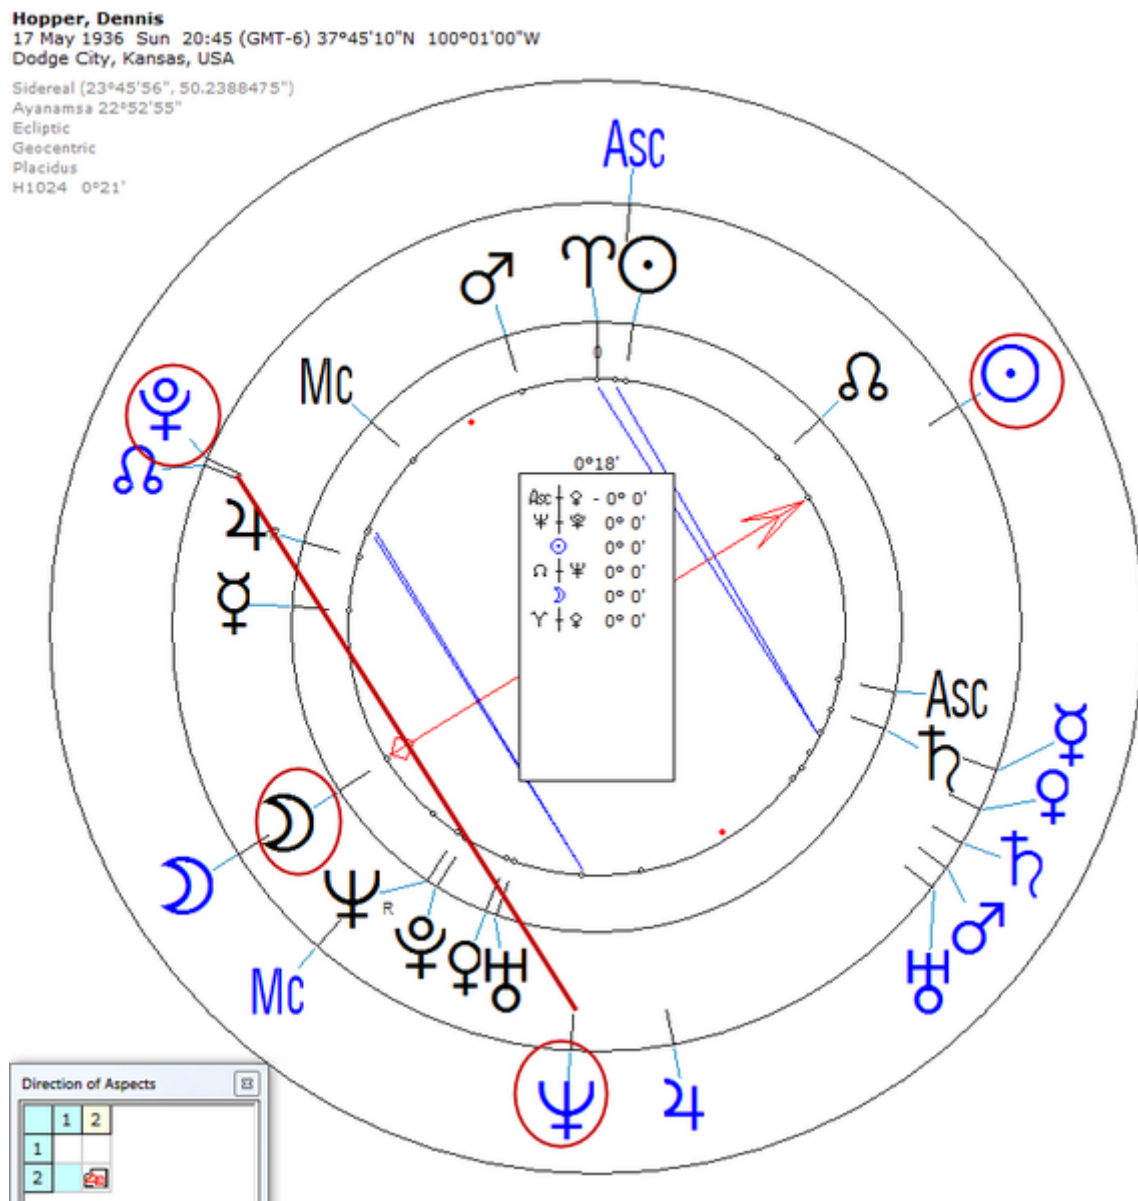 Hopper, Dennis
17 May 1936 Sun 20:45 (GMT-6) 37°45'10"N 100°01'00"W
Dodge City, Kansas, USA
Sidereal (23°45'56", 50.2388475")
Ayanamsa 22°52'55"
Ecliptic
Geocentric
Placidus
H1024 0°21'
Asc
♂ ♈ ☉
0
Mc
☊
☉
♇
☊
♃
R
☿
0°18'
Asc ♀ - 0° 0'
♆ ♇ 0° 0'
☉ 0° 0'
☊ ♆ 0° 0'
☽ 0° 0'
♈ ♀ 0° 0'
Asc
♄
☿
♀
♄
♂
♅
☽
☽
♆ R
♇ ♀ ♅
Mc
♆ ♃
Direction of Aspects
1 2
1
2